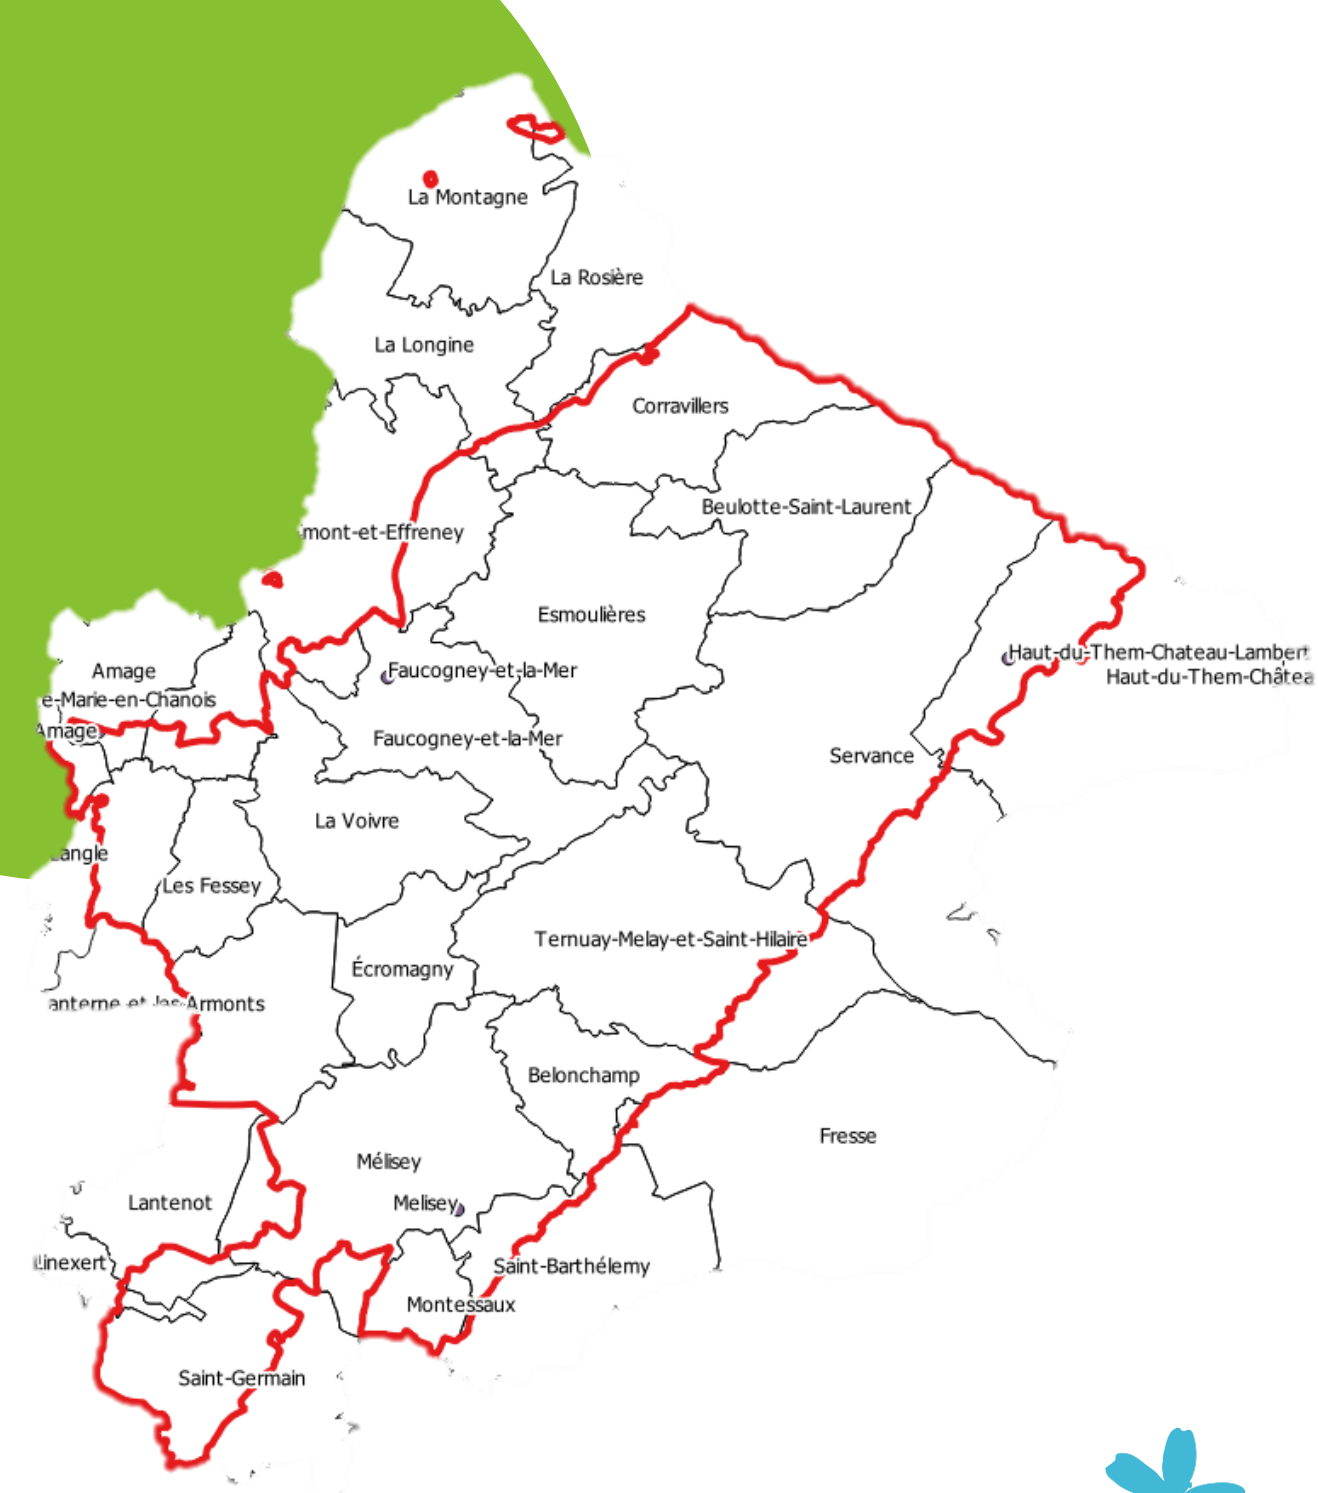 La Montagne
La Rosière
La Longine
Corravillers
Beulotte-Saint-Laurent
mont-et-Effreney
Esmoulières
Haut-du-Them-Chateau-Lambert
Amage
Faucogney-et-la-Mer
Haut-du-Them-Châtea
e-Marie-en-Chanois
Amage
Faucogney-et-la-Mer
Servance
La Voivre
angle
Les Fessey
Ternuay-Melay-et-Saint-Hilaire
Écromagny
anterne et les Armonts
Belonchamp
Fresse
Mélisey
Lantenot
Melisey
Linexert
Saint-Barthélemy
Montessaux
Saint-Germain